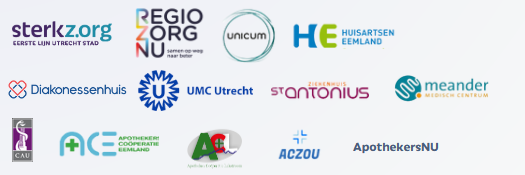 sterkz.org
EERSTE LIJN UTRECHT STAD
REGIO
ZORG
NU
samen op weg
naar beter
unicum
HE HUISARTSEN
EEMLAND
Diakonessenhuis
U UMC Utrecht
ZIEKENHUIS
ST ANTONIUS
meander
MEDISCH CENTRUM
CAU
ACE APOTHEKERS
COÖPERATIE
EEMLAND
ACL
ACZOU
ApothekersNU